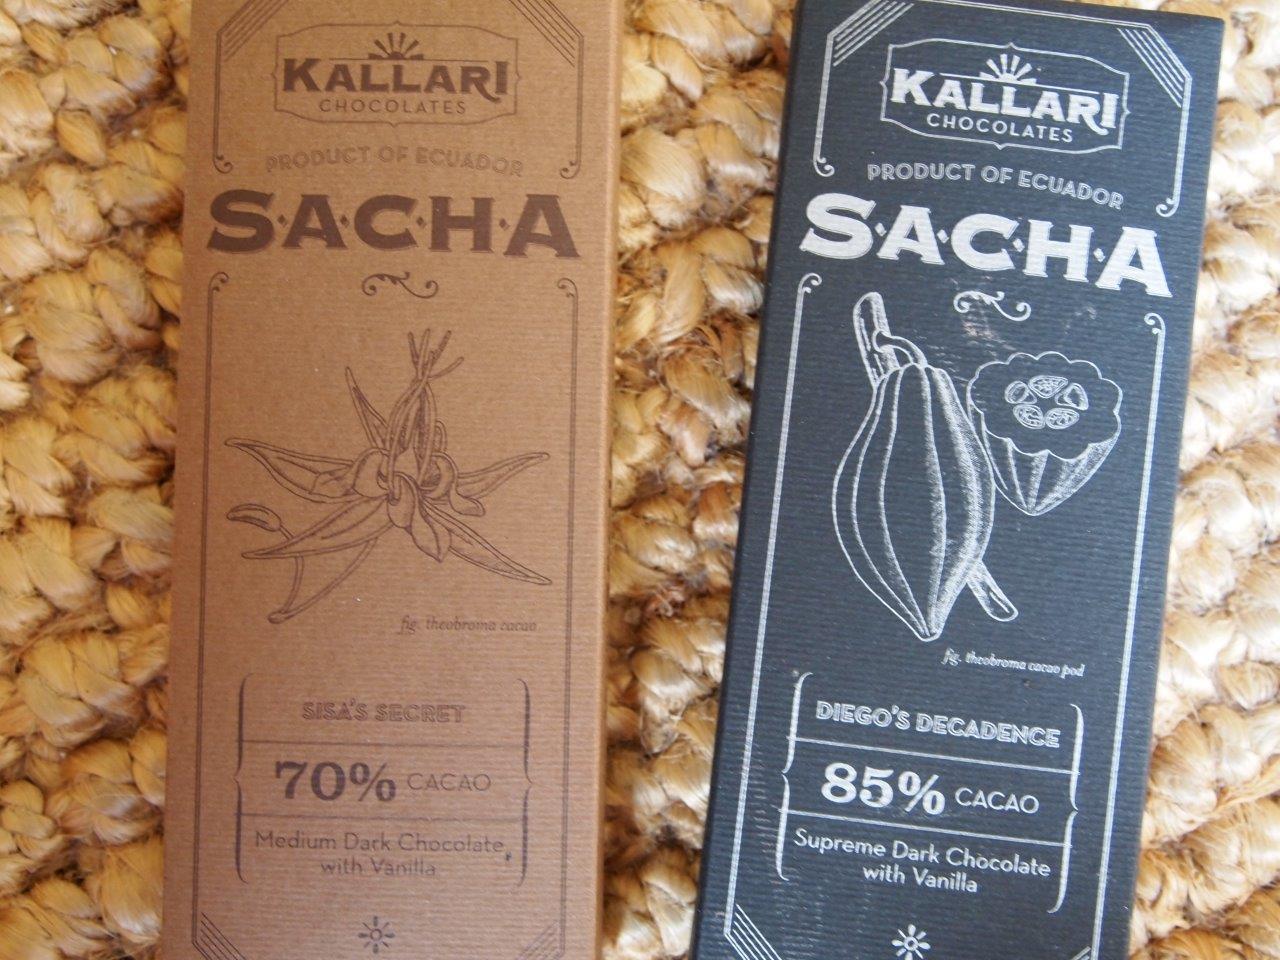 KALLARI
CHOCOLATES
PRODUCT OF ECUADOR
S·A·C·H·A
fig. theobroma cacao
SISA'S SECRET
70% CACAO
Medium Dark Chocolate,
with Vanilla
KALLARI
CHOCOLATES
PRODUCT OF ECUADOR
S·A·C·H·A
fig. theobroma cacao pod
DIEGO'S DECADENCE
85% CACAO
Supreme Dark Chocolate
with Vanilla